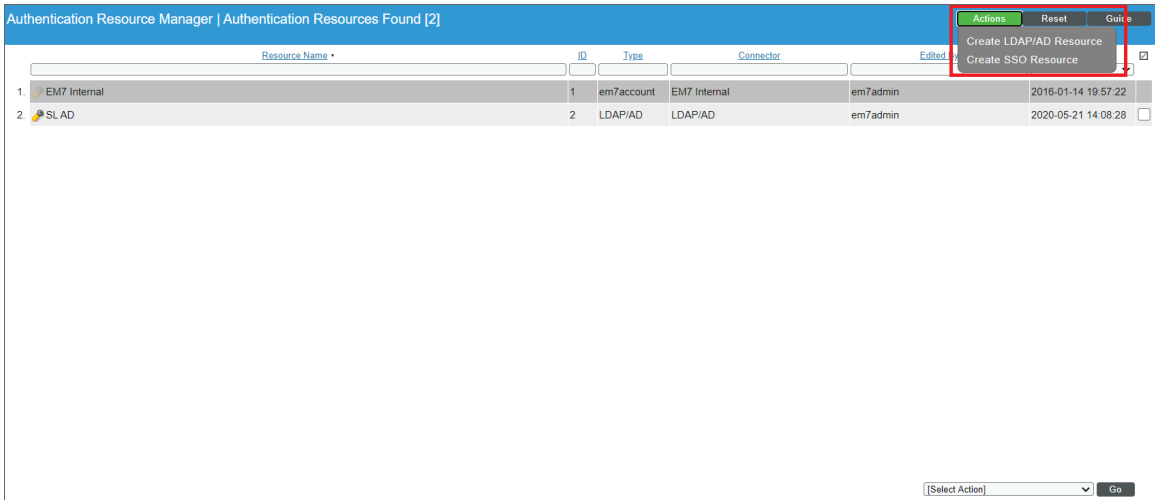 Authentication Resource Manager | Authentication Resources Found [2]
Actions Reset Guide
Create LDAP/AD Resource
Create SSO Resource
Resource Name ID Type Connector Edited By
1. EM7 Internal 1 em7account EM7 Internal em7admin 2016-01-14 19:57:22
2. SL AD 2 LDAP/AD LDAP/AD em7admin 2020-05-21 14:08:28
[Select Action] Go